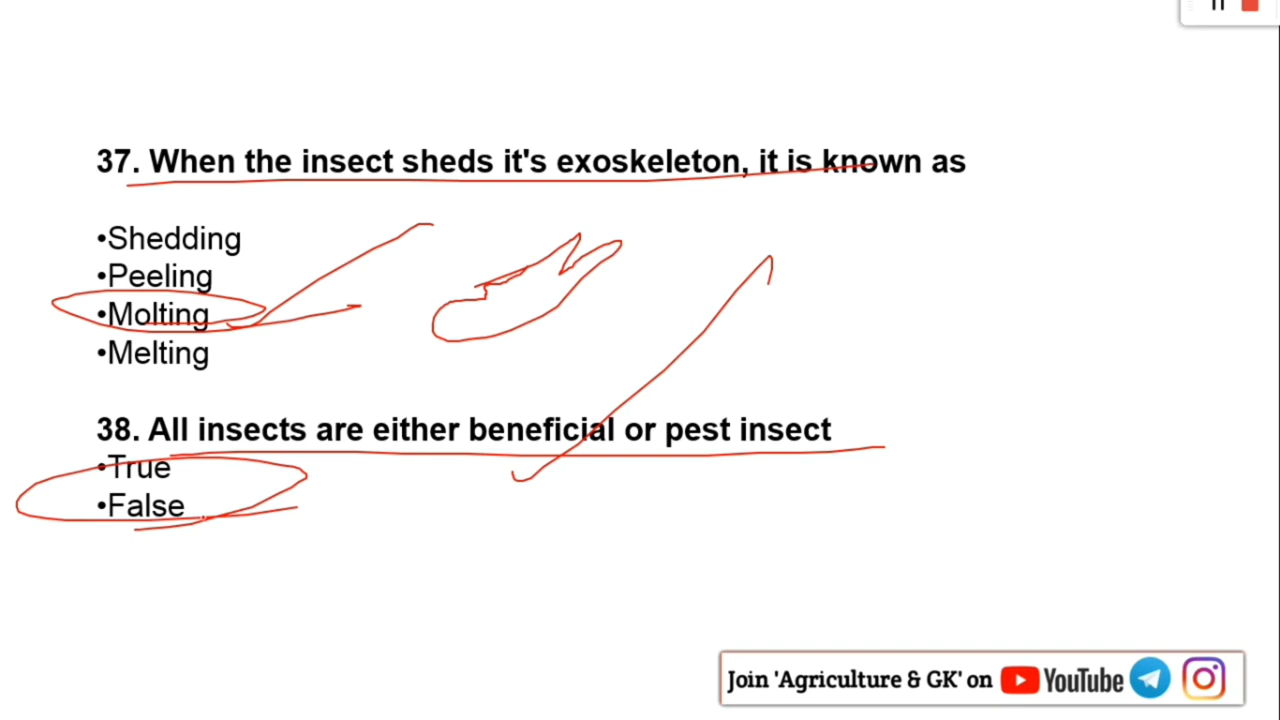 37. When the insect sheds it's exoskeleton, it is known as
•Shedding
•Peeling
•Molting
•Melting
38. All insects are either beneficial or pest insect
•True
•False
Join 'Agriculture & GK' on YouTube